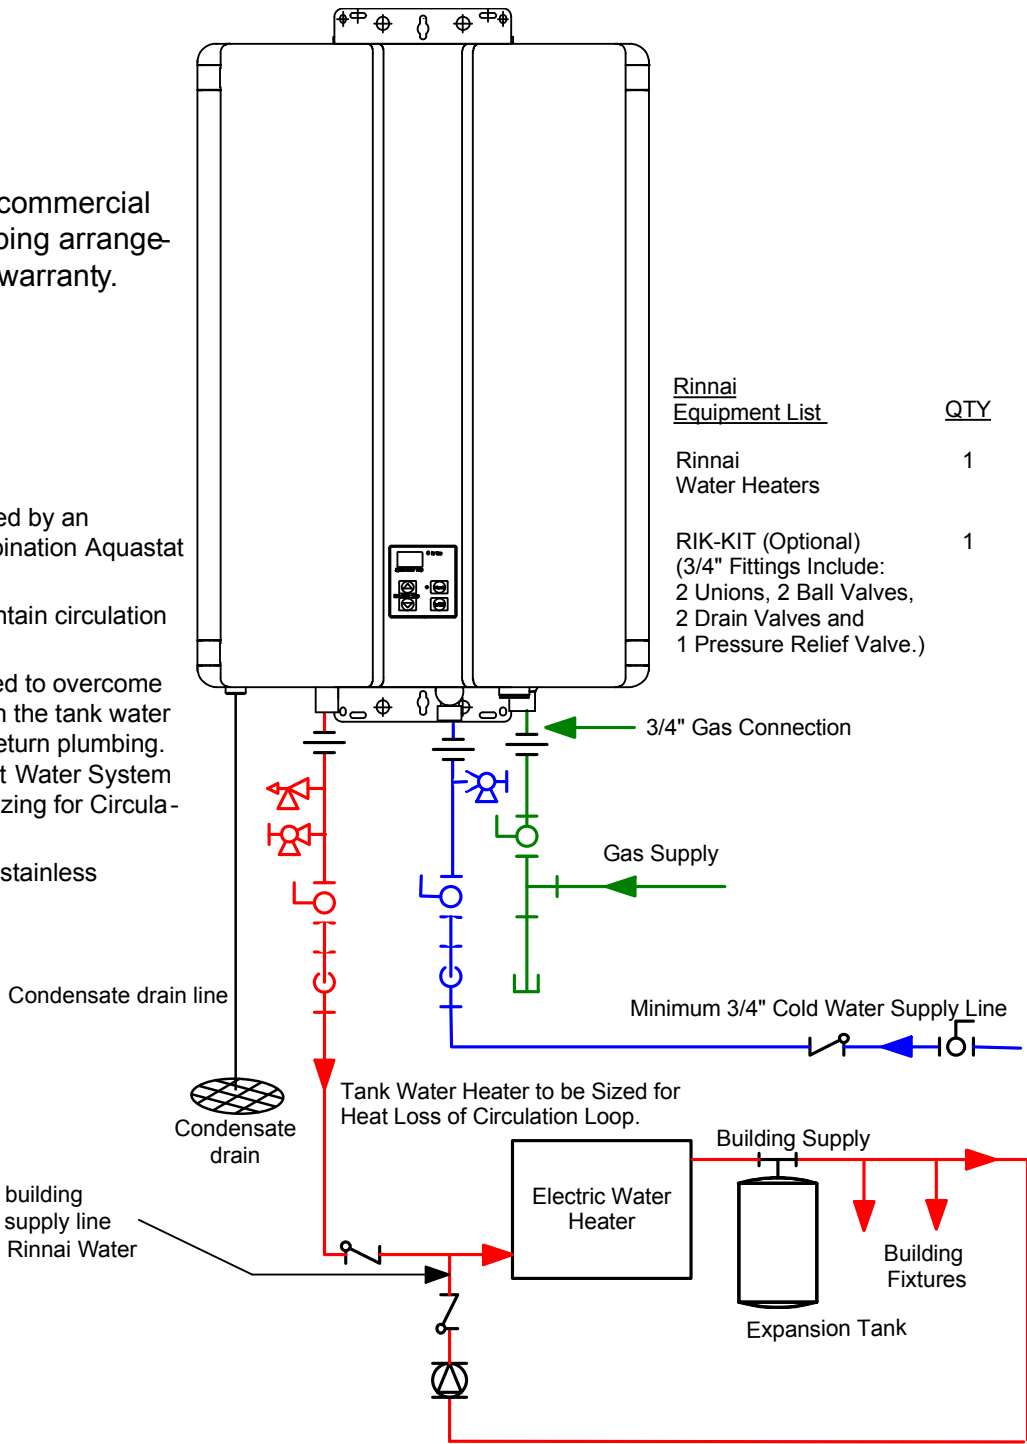 commercial
ping arrange-
warranty.
Rinnai
Equipment List QTY
Rinnai 1
Water Heaters
RIK-KIT (Optional) 1
(3/4" Fittings Include:
2 Unions, 2 Ball Valves,
2 Drain Valves and
1 Pressure Relief Valve.)
ed by an
bination Aquastat
ntain circulation
ed to overcome
n the tank water
eturn plumbing.
t Water System
izing for Circula-
stainless
3/4" Gas Connection
Gas Supply
Condensate drain line
Minimum 3/4" Cold Water Supply Line
Tank Water Heater to be Sized for
Heat Loss of Circulation Loop.
Condensate
drain
Building Supply
Electric Water
Heater
building
supply line
Rinnai Water
Building
Fixtures
Expansion Tank